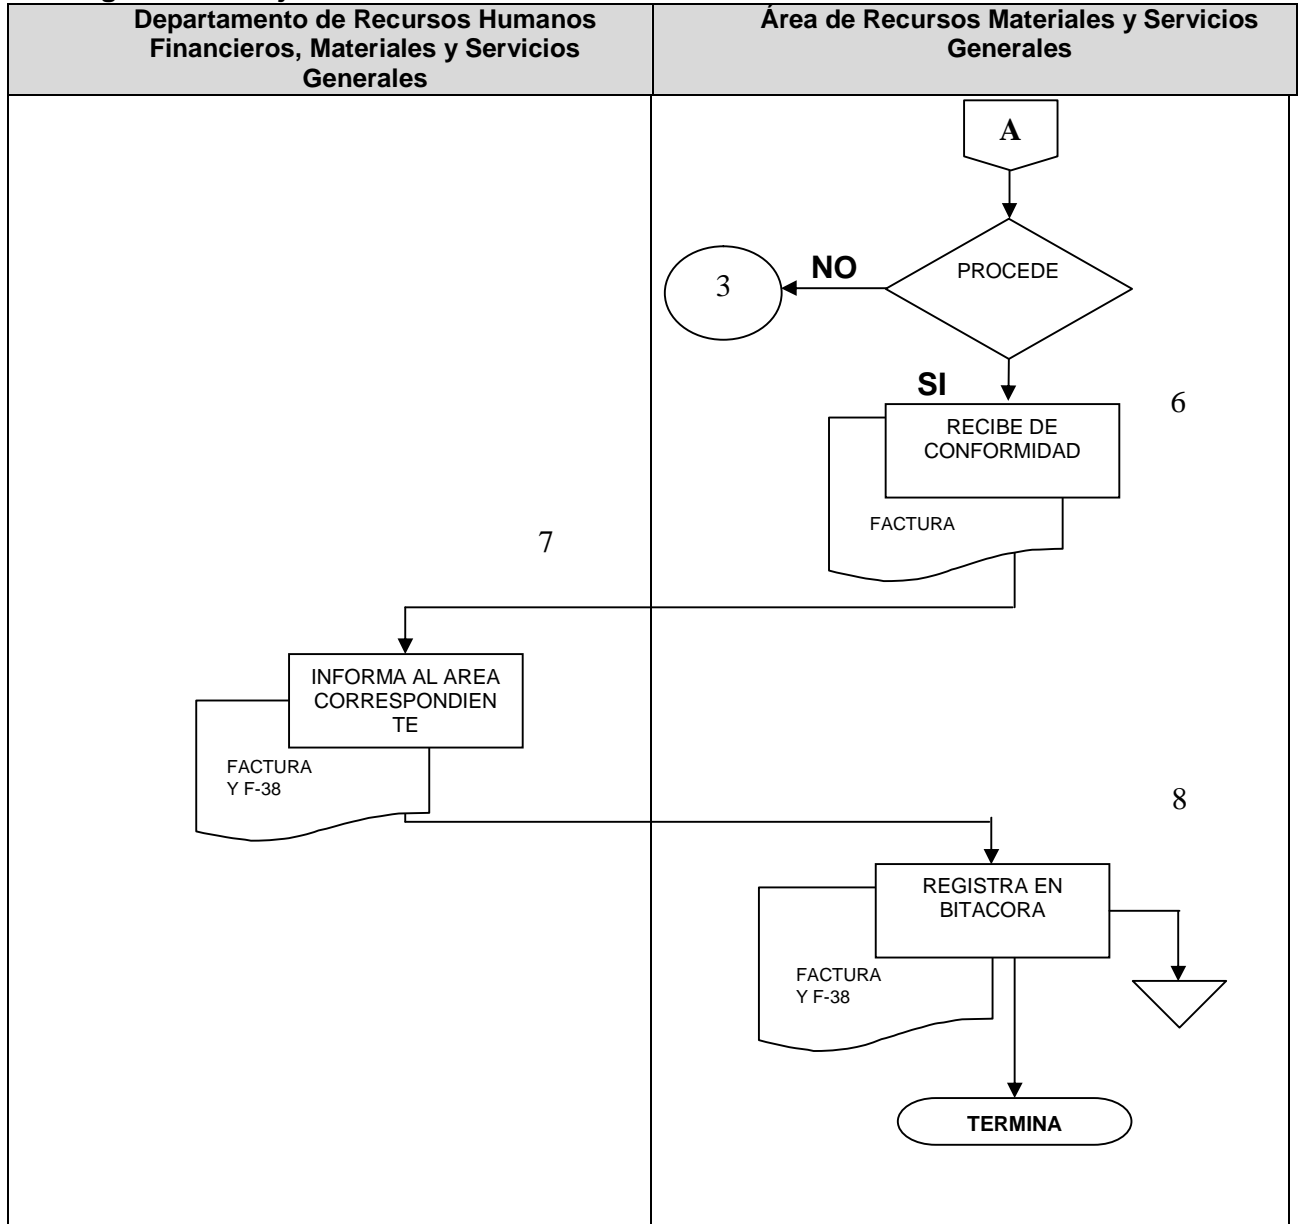 Departamento de Recursos Humanos
Financieros, Materiales y Servicios
Generales
Área de Recursos Materiales y Servicios
Generales
A
PROCEDE
NO
3
SI
6
RECIBE DE
CONFORMIDAD
FACTURA
7
INFORMA AL AREA
CORRESPONDIEN
TE
FACTURA
Y F-38
8
REGISTRA EN
BITACORA
FACTURA
Y F-38
TERMINA